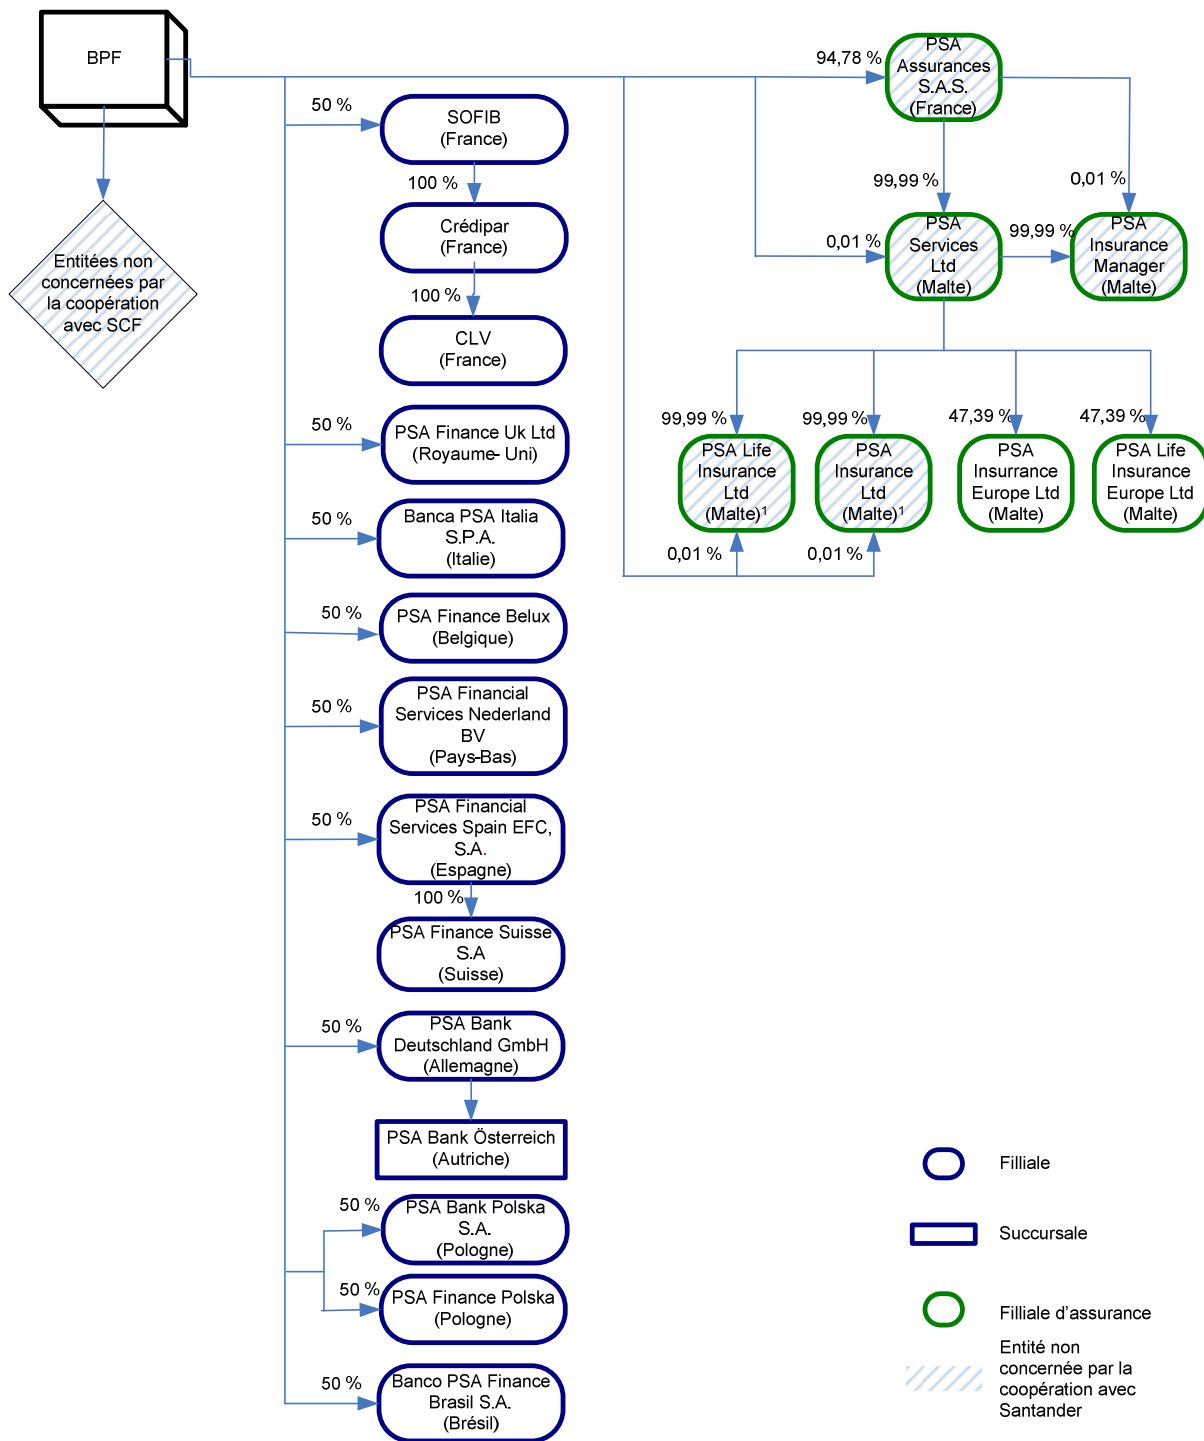 BPF
Entitées non
concernées par
la coopération
avec SCF
50 %
SOFIB
(France)
100 %
Crédipar
(France)
100 %
CLV
(France)
50 %
PSA Finance Uk Ltd
(Royaume- Uni)
50 %
Banca PSA Italia
S.P.A.
(Italie)
50 %
PSA Finance Belux
(Belgique)
50 %
PSA Financial
Services Nederland
BV
(Pays-Bas)
50 %
PSA Financial
Services Spain EFC,
S.A.
(Espagne)
100 %
PSA Finance Suisse
S.A
(Suisse)
50 %
PSA Bank
Deutschland GmbH
(Allemagne)
PSA Bank Österreich
(Autriche)
50 %
PSA Bank Polska
S.A.
(Pologne)
50 %
PSA Finance Polska
(Pologne)
50 %
Banco PSA Finance
Brasil S.A.
(Brésil)
94,78 %
PSA
Assurances
S.A.S.
(France)
99,99 %
0,01 %
0,01 %
PSA
Services
Ltd
(Malte)
99,99 %
PSA
Insurance
Manager
(Malte)
99,99 %
99,99 %
47,39 %
47,39 %
PSA Life
Insurance
Ltd
(Malte)¹
PSA
Insurance
Ltd
(Malte)¹
PSA
Insurrance
Europe Ltd
(Malte)
PSA Life
Insurance
Europe Ltd
(Malte)
0,01 %
0,01 %
Filliale
Succursale
Filliale d'assurance
Entité non
concernée par la
coopération avec
Santander